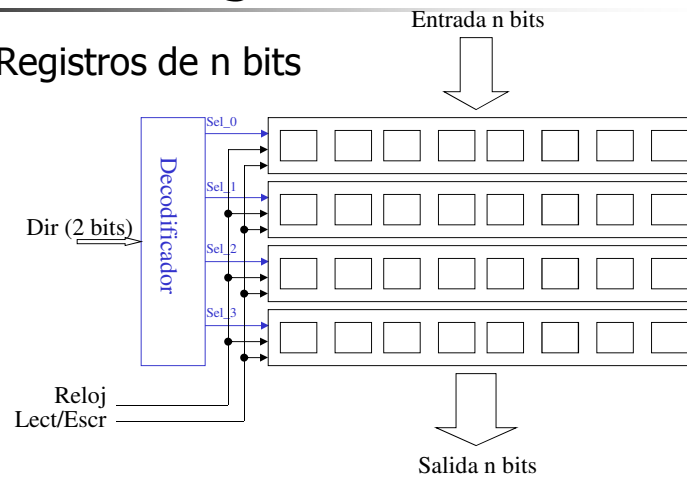 Entrada n bits
Registros de n bits
Sel_0
Sel_1
Decodificador
Dir (2 bits)
Sel_2
Sel_3
Reloj
Lect/Escr
Salida n bits